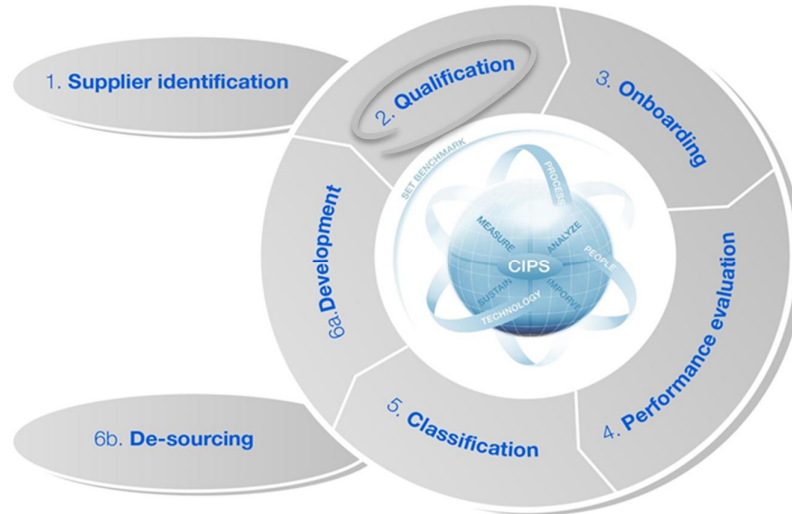 1. Supplier identification
2. Qualification
3. Onboarding
4. Performance evaluation
5. Classification
6a. Development
6b. De-sourcing
SET BENCHMARK
PROCESS
PEOPLE
TECHNOLOGY
MEASURE
ANALYZE
CIPS
SUSTAIN
IMPORVE